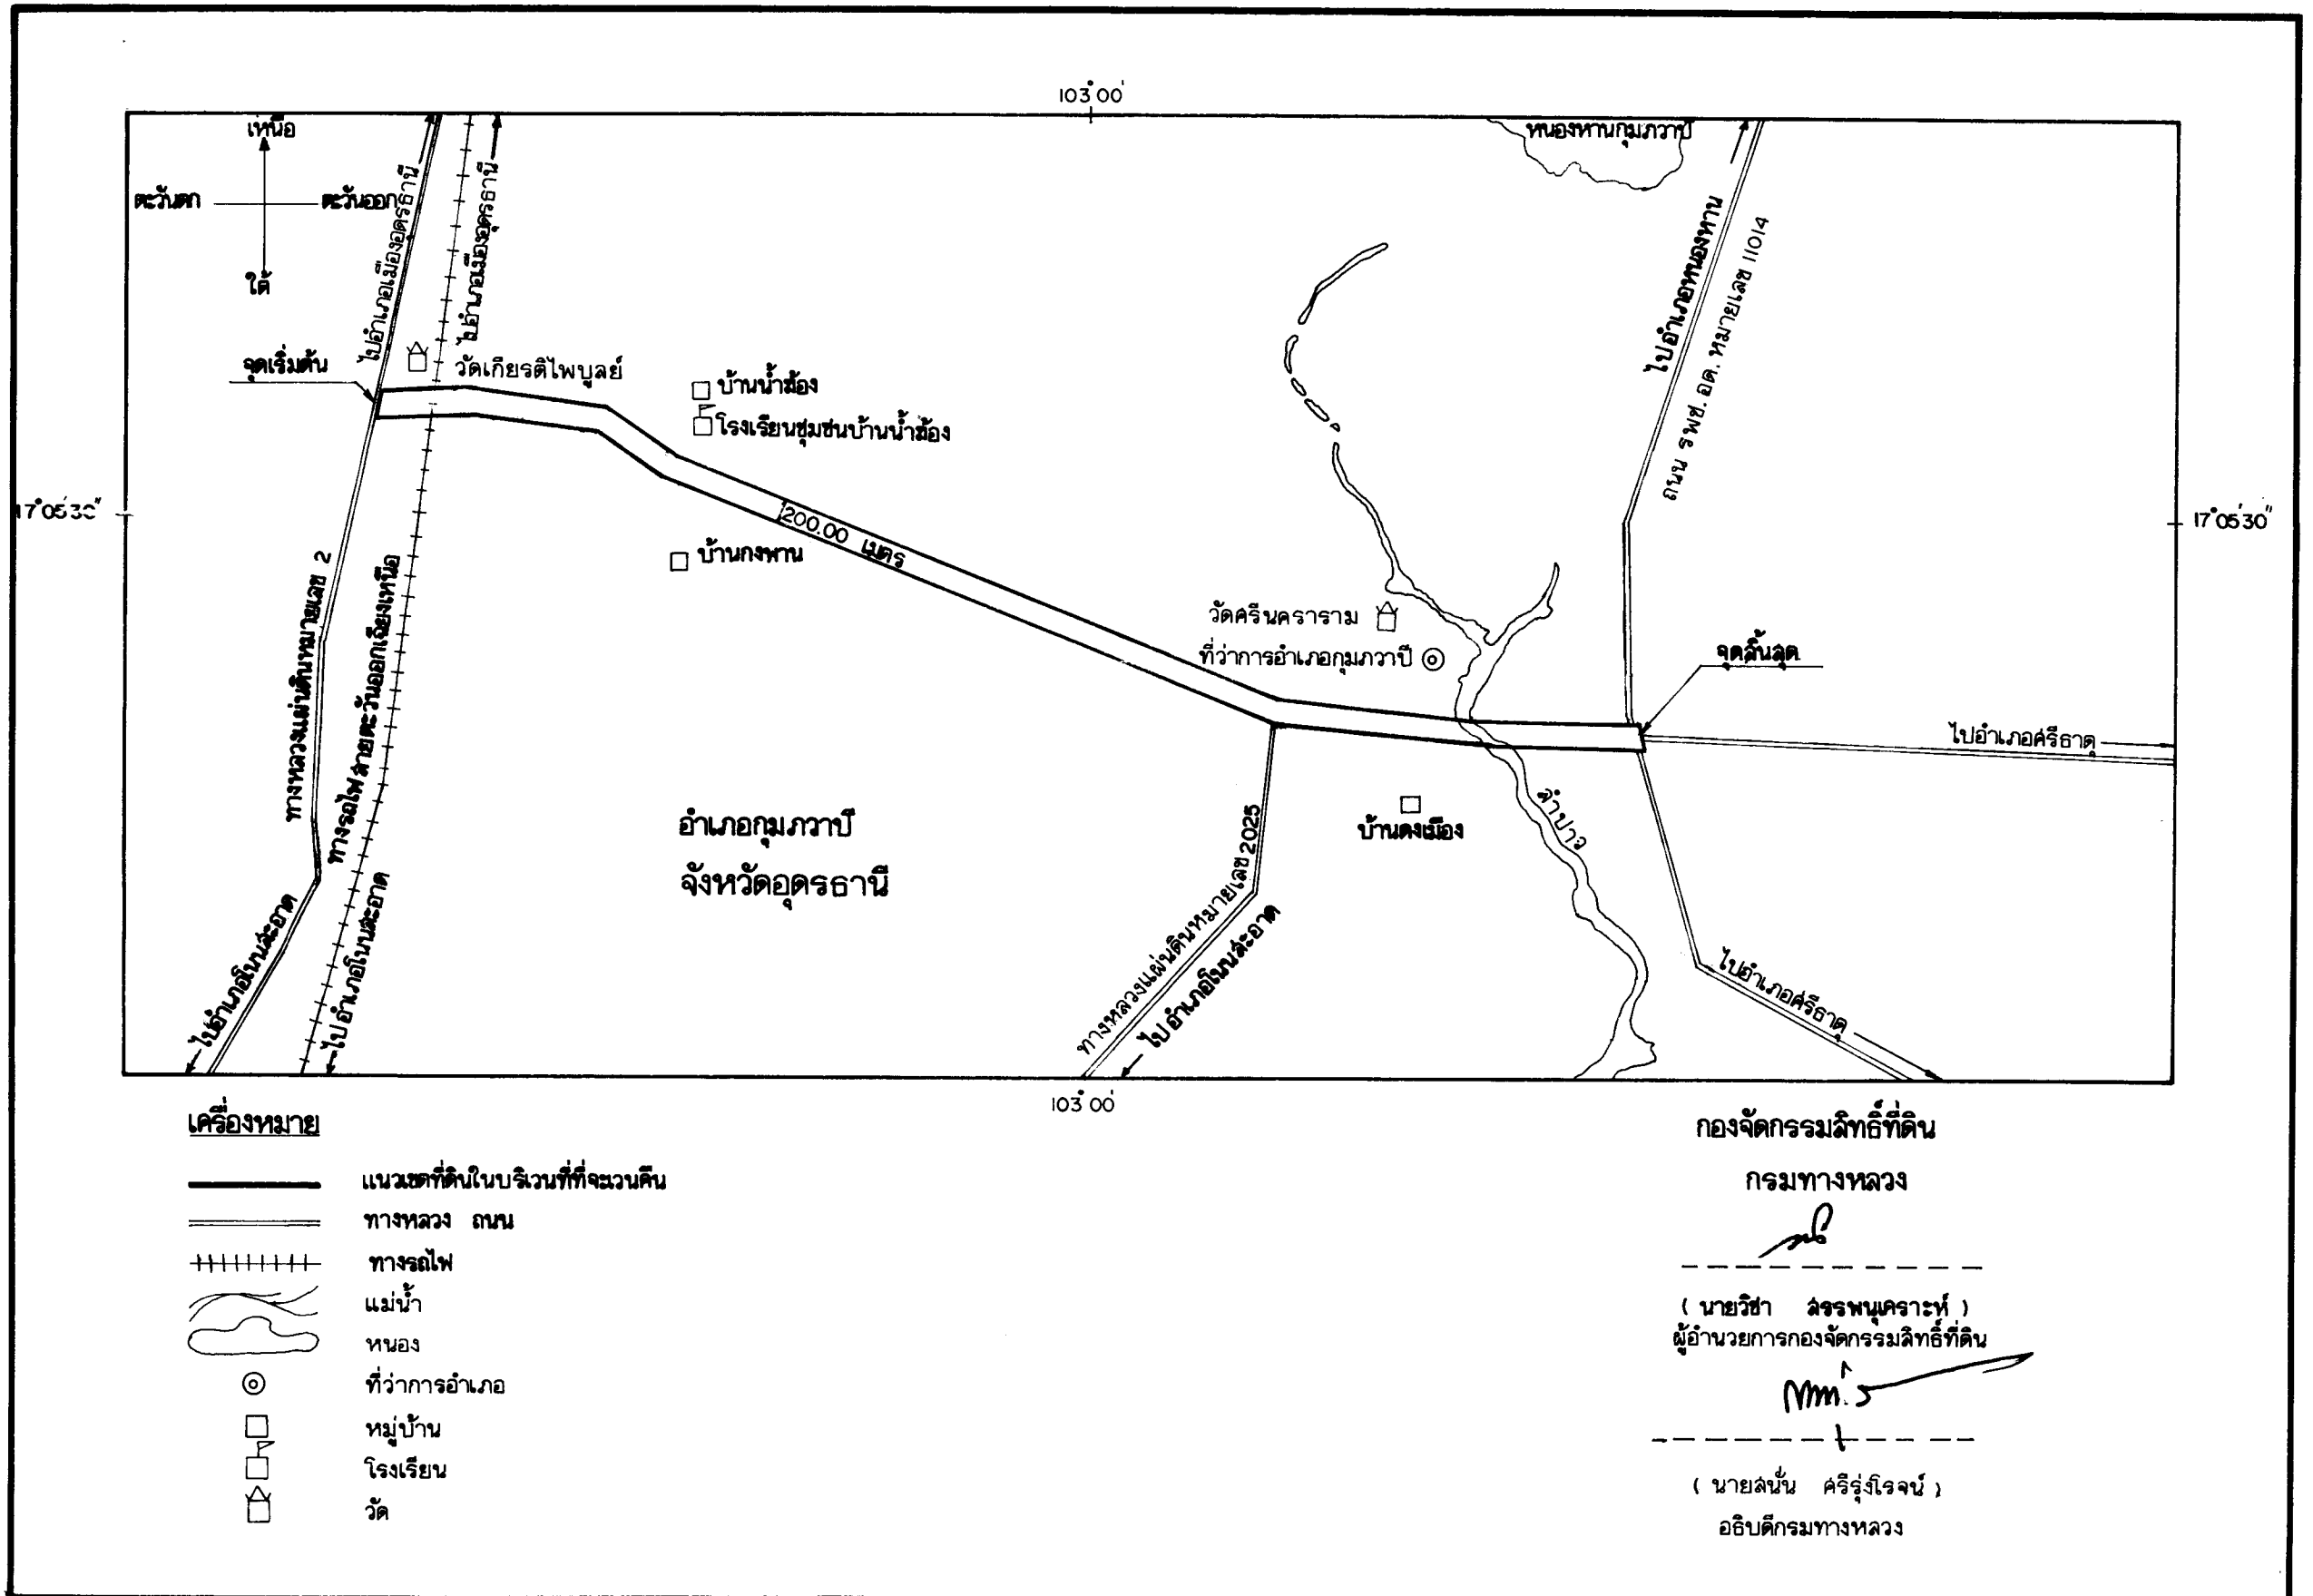 103°00'
เหนือ
ตะวันตก
ตะวันออก
ใต้
ไปอำเภอเมืองอุดรธานี
ไปอำเภอเมืองอุดรธานี
หนองหานกุมภวาปี
ไปอำเภอหนองหาน
ถนน รพช. อด. หมายเลข 11014
จุดเริ่มต้น
วัดเกียรติไพบูลย์
บ้านน้ำฆ้อง
โรงเรียนชุมชนบ้านน้ำฆ้อง
17°05'30"
17°05'30"
200.00 เมตร
บ้านกงพาน
ทางหลวงแผ่นดินหมายเลข 2
ทางรถไฟสายตะวันออกเฉียงเหนือ
วัดศรีนคราราม
ที่ว่าการอำเภอกุมภวาปี
จุดสิ้นสุด
ไปอำเภอศรีธาตุ
อำเภอกุมภวาปี
จังหวัดอุดรธานี
บ้านดงเมือง
ลำปาว
ทางหลวงแผ่นดินหมายเลข 2025
ไปอำเภอโนนสะอาด
ไปอำเภอโนนสะอาด
ไปอำเภอโนนสะอาด
ไปอำเภอศรีธาตุ
103°00'
เครื่องหมาย
แนวเขตที่ดินในบริเวณที่ที่จะเวนคืน
ทางหลวง ถนน
ทางรถไฟ
แม่น้ำ
หนอง
ที่ว่าการอำเภอ
หมู่บ้าน
โรงเรียน
วัด
กองจัดกรรมสิทธิ์ที่ดิน
กรมทางหลวง
( นายวิชา สรรพนุเคราะห์ )
ผู้อำนวยการกองจัดกรรมสิทธิ์ที่ดิน
( นายสนั่น ศรีรุ่งโรจน์ )
อธิบดีกรมทางหลวง